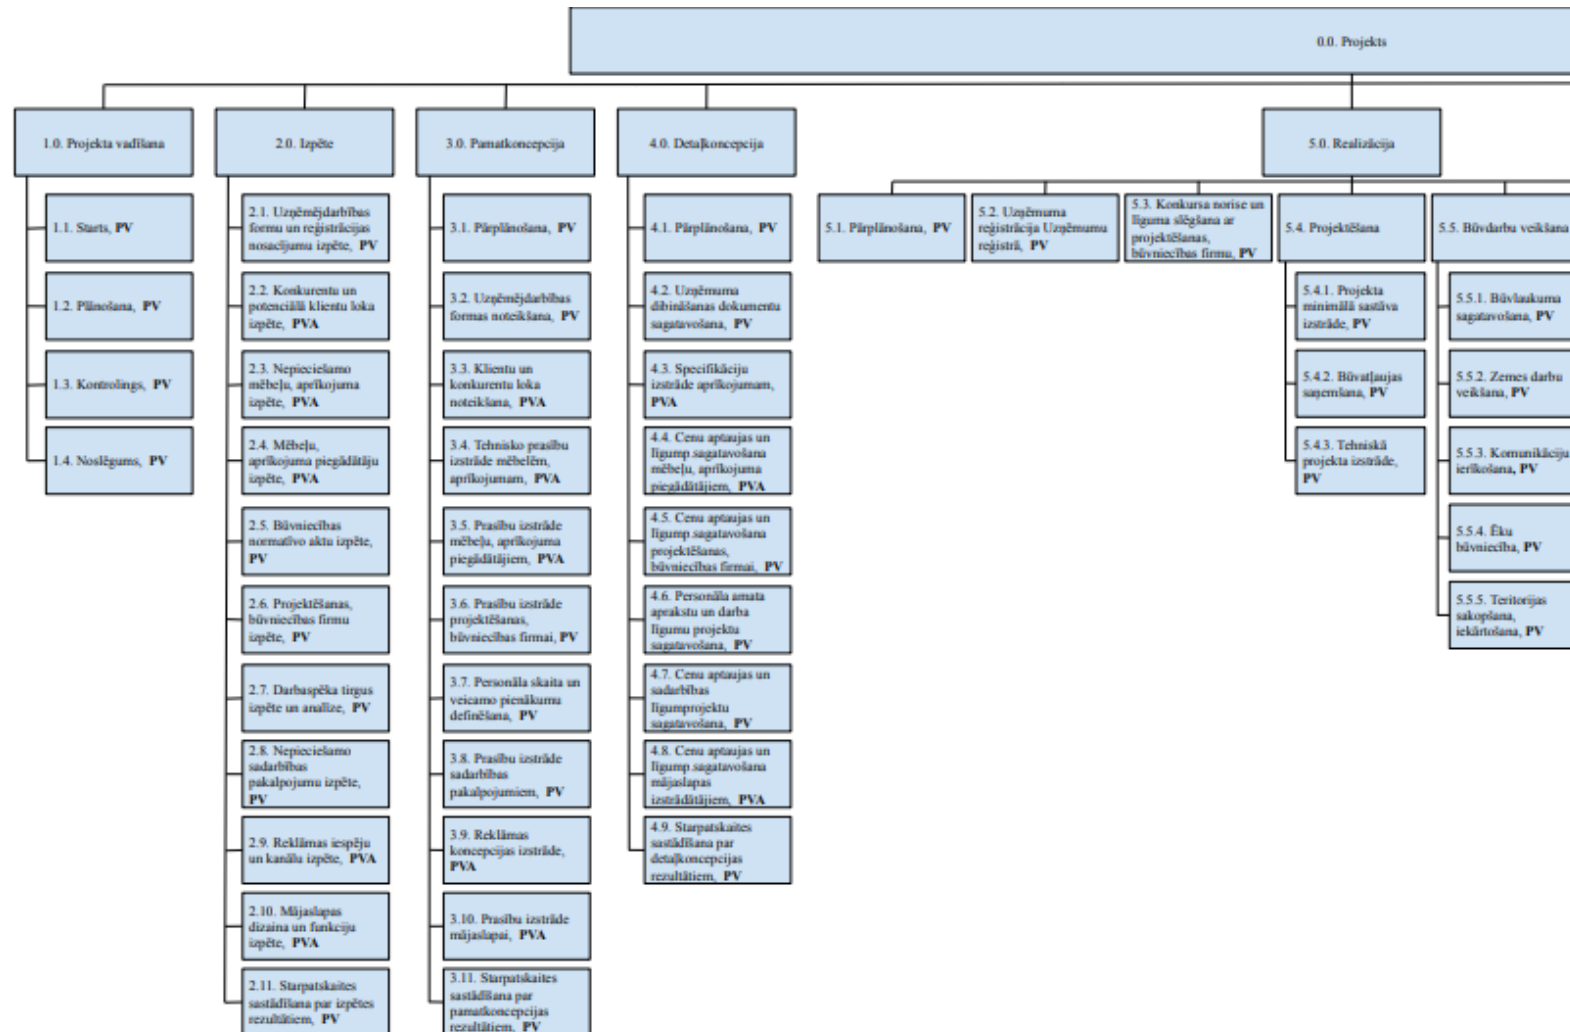 0.0. Projekts
1.0. Projekta vadīšana
2.0. Izpēte
3.0. Pamatkoncepcija
4.0. Detaļkoncepcija
5.0. Realizācija
1.1. Starts, PV
1.2. Plānošana, PV
1.3. Kontrolings, PV
1.4. Noslēgums, PV
2.1. Uzņēmējdarbības
formu un reģistrācijas
nosacījumu izpēte, PV
2.2. Konkurentu un
potenciālā klientu loka
izpēte, PVA
2.3. Nepieciešamo
mēbeļu, aprīkojuma
izpēte, PVA
2.4. Mēbeļu,
aprīkojuma piegādātāju
izpēte, PVA
2.5. Būvniecības
normatīvo aktu izpēte,
PV
2.6. Projektēšanas,
būvniecības firmu
izpēte, PV
2.7. Darbaspēka tirgus
izpēte un analīze, PV
2.8. Nepieciešamo
sadarbības
pakalpojumu izpēte,
PV
2.9. Reklāmas iespēju
un kanālu izpēte, PVA
2.10. Mājaslapas
dizaina un funkciju
izpēte, PVA
2.11. Starpatskaites
sastādīšana par izpētes
rezultātiem, PV
3.1. Pārplānošana, PV
3.2. Uzņēmējdarbības
formas noteikšana, PV
3.3. Klientu un
konkurentu loka
noteikšana, PVA
3.4. Tehnisko prasību
izstrāde mēbelēm,
aprīkojumam, PVA
3.5. Prasību izstrāde
mēbeļu, aprīkojuma
piegādātājiem, PVA
3.6. Prasību izstrāde
projektēšanas,
būvniecības firmai, PV
3.7. Personāla skaita un
veicamo pienākumu
definēšana, PV
3.8. Prasību izstrāde
sadarbības
pakalpojumiem, PV
3.9. Reklāmas
koncepcijas izstrāde,
PVA
3.10. Prasību izstrāde
mājaslapai, PVA
3.11. Starpatskaites
sastādīšana par
pamatkoncepcijas
rezultātiem, PV
4.1. Pārplānošana, PV
4.2. Uzņēmuma
dibināšanas dokumentu
sagatavošana, PV
4.3. Specifikāciju
izstrāde aprīkojumam,
PVA
4.4. Cenu aptaujas un
līgump.sagatavošana
mēbeļu, aprīkojuma
piegādātājiem, PVA
4.5. Cenu aptaujas un
līgump.sagatavošana
projektēšanas,
būvniecības firmai, PV
4.6. Personāla amata
aprakstu un darba
līgumu projektu
sagatavošana, PV
4.7. Cenu aptaujas un
sadarbības
līgumprojektu
sagatavošana, PV
4.8. Cenu aptaujas un
līgump.sagatavošana
mājaslapas
izstrādātājiem, PVA
4.9. Starpatskaites
sastādīšana par
detaļkoncepcijas
rezultātiem, PV
5.1. Pārplānošana, PV
5.2. Uzņēmuma
reģistrācija Uzņēmumu
reģistrā, PV
5.3. Konkursa norise un
līguma slēgšana ar
projektēšanas,
būvniecības firmu, PV
5.4. Projektēšana
5.4.1. Projekta
minimālā sastāva
izstrāde, PV
5.4.2. Būvatļaujas
saņemšana, PV
5.4.3. Tehniskā
projekta izstrāde,
PV
5.5. Būvdarbu veikšana
5.5.1. Būvlaukuma
sagatavošana, PV
5.5.2. Zemes darbu
veikšana, PV
5.5.3. Komunikāciju
ierīkošana, PV
5.5.4. Ēku
būvniecība, PV
5.5.5. Teritorijas
sakopšana,
iekārtošana, PV